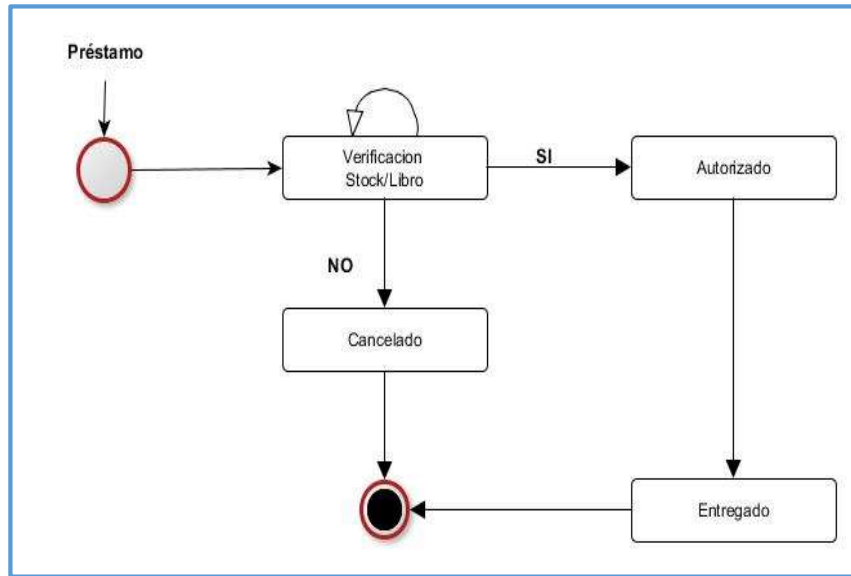 Préstamo
Verificacion
Stock/Libro
SI
Autorizado
NO
Cancelado
Entregado